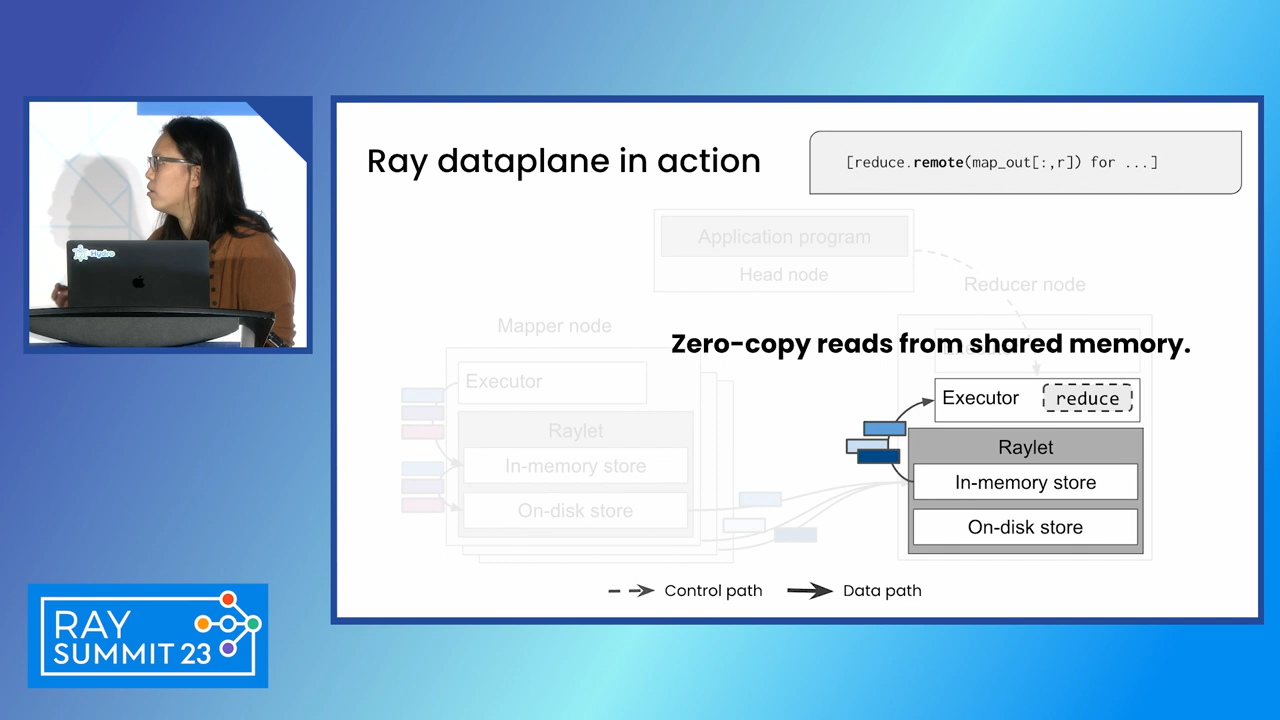 Ray dataplane in action
[reduce.remote(map_out[:,r]) for ...]
Application program
Head node
Reducer node
Mapper node
Zero-copy reads from shared memory.
Executor
Executor
reduce
Raylet
Raylet
In-memory store
In-memory store
On-disk store
On-disk store
Control path
Data path
Hydro
RAY
SUMMIT 23